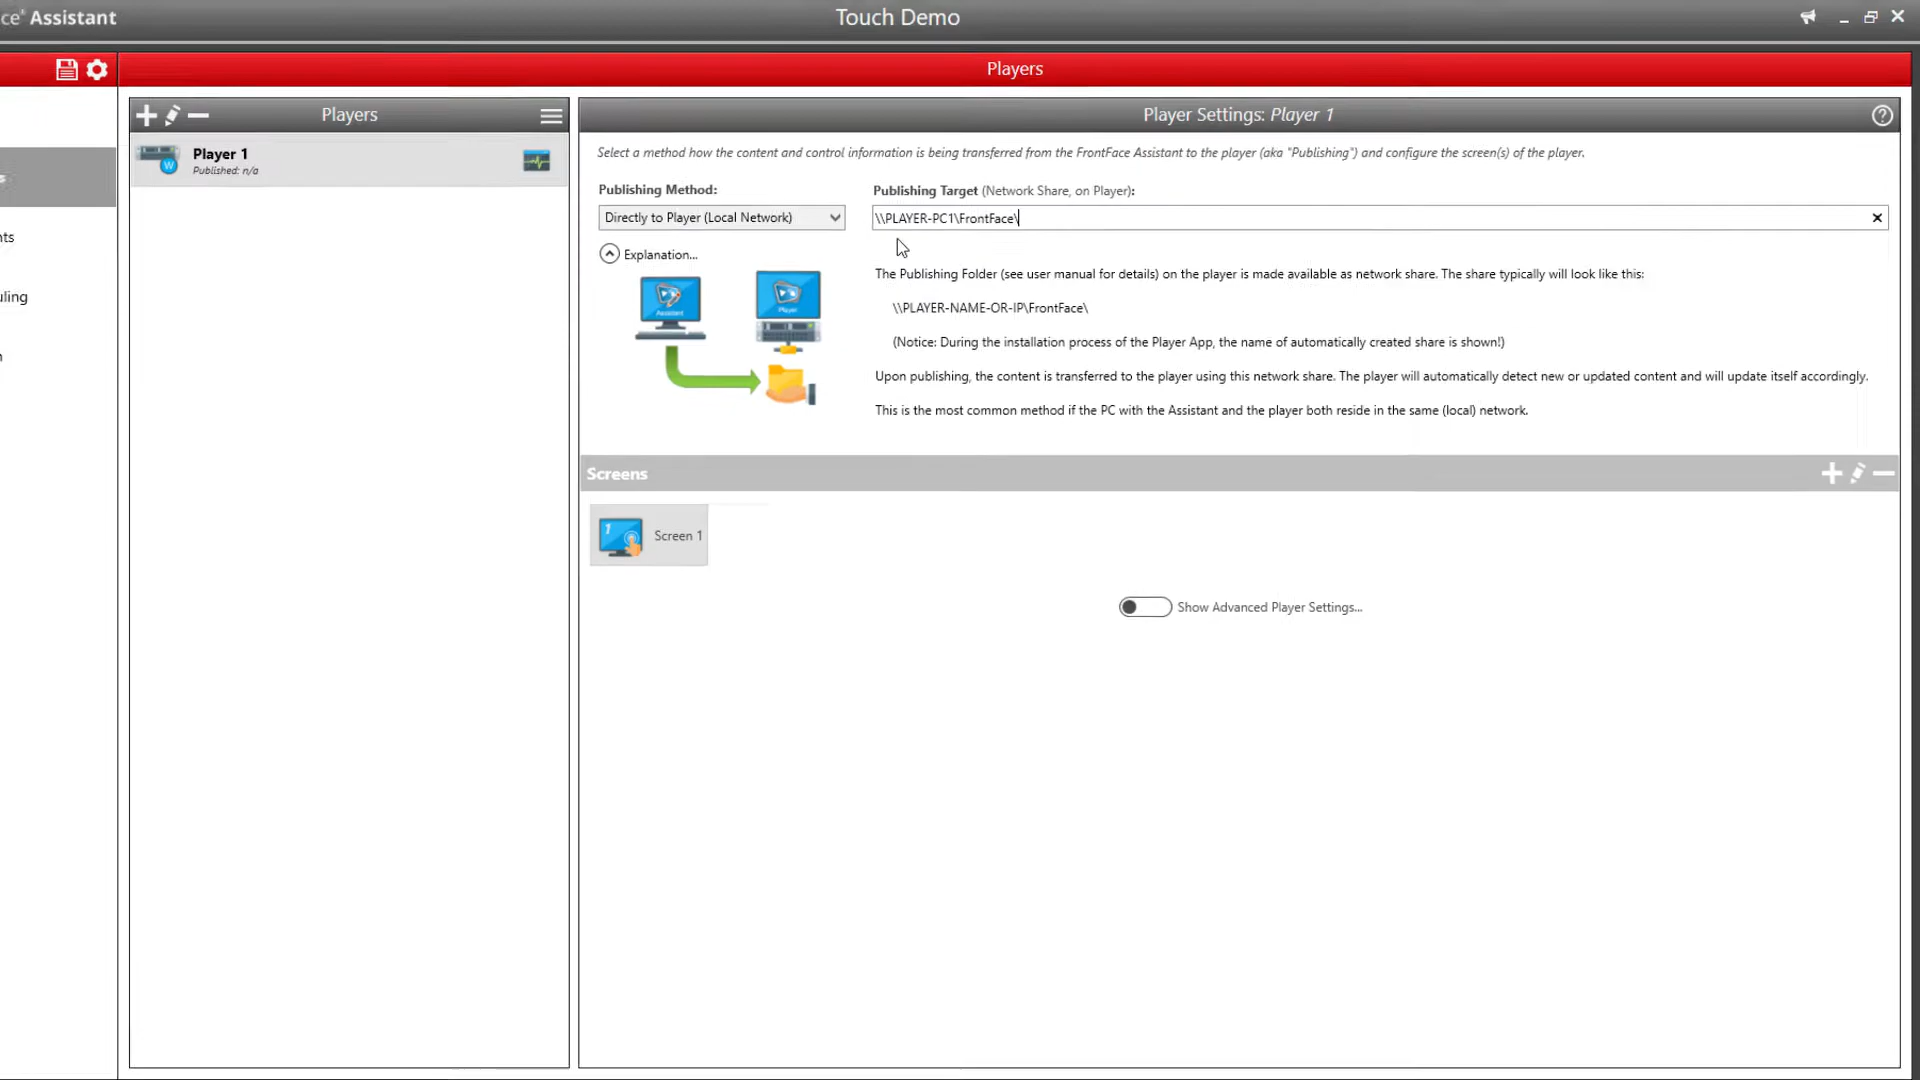 ce® Assistant
Touch Demo
Players
nts
uling
n
Players
Player 1
Published: n/a
W
Player Settings: Player 1
Select a method how the content and control information is being transferred from the FrontFace Assistant to the player (aka "Publishing") and configure the screen(s) of the player.
Publishing Method:
Directly to Player (Local Network)
Publishing Target (Network Share, on Player):
\\PLAYER-PC1\FrontFace\
Explanation...
Assistant
Player
The Publishing Folder (see user manual for details) on the player is made available as network share. The share typically will look like this:
\\PLAYER-NAME-OR-IP\FrontFace\
(Notice: During the installation process of the Player App, the name of automatically created share is shown!)
Upon publishing, the content is transferred to the player using this network share. The player will automatically detect new or updated content and will update itself accordingly.
This is the most common method if the PC with the Assistant and the player both reside in the same (local) network.
Screens
1
Screen 1
Show Advanced Player Settings...